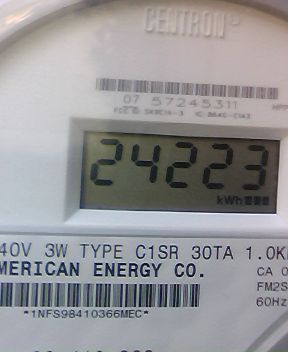 CENTRON
07 57245311
24223
kWh
40V 3W TYPE C1SR 30TA 1.0K
MERICAN ENERGY CO.
CA 0
FM2S
60Hz
*1NFS98410366MEC*